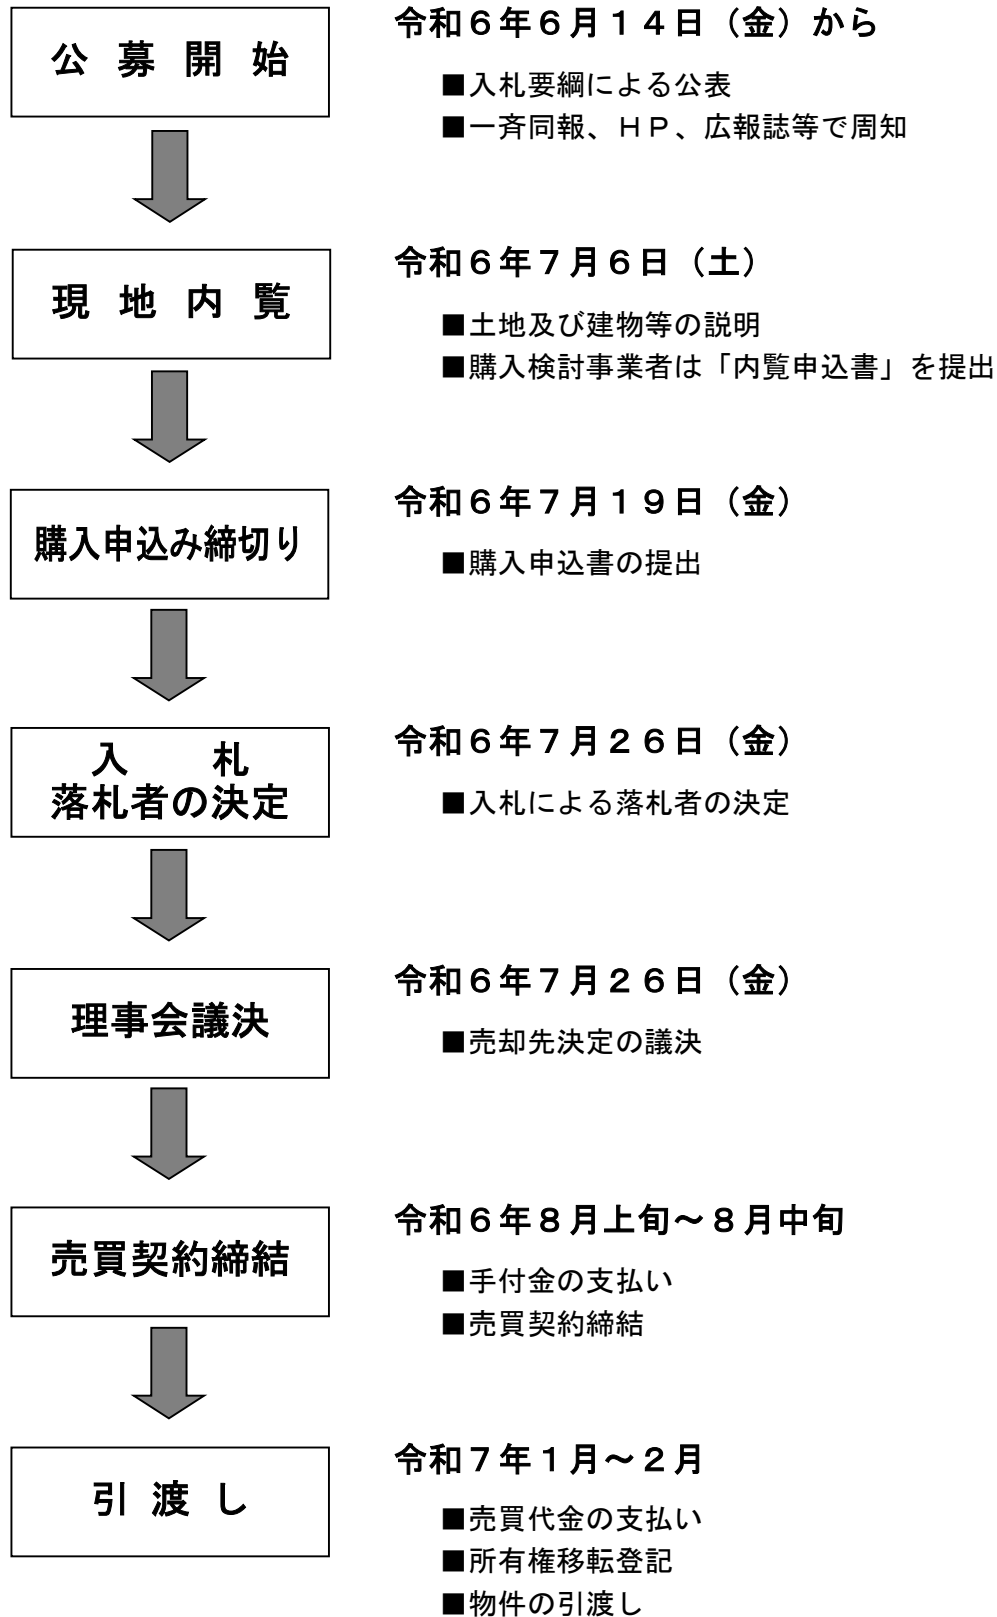 公募開始
令和６年６月１４日（金）から
■入札要綱による公表
■一斉同報、ＨＰ、広報誌等で周知
現地内覧
令和６年７月６日（土）
■土地及び建物等の説明
■購入検討事業者は「内覧申込書」を提出
購入申込み締切り
令和６年７月１９日（金）
■購入申込書の提出
入札
落札者の決定
令和６年７月２６日（金）
■入札による落札者の決定
理事会議決
令和６年７月２６日（金）
■売却先決定の議決
売買契約締結
令和６年８月上旬～８月中旬
■手付金の支払い
■売買契約締結
引渡し
令和７年１月～２月
■売買代金の支払い
■所有権移転登記
■物件の引渡し